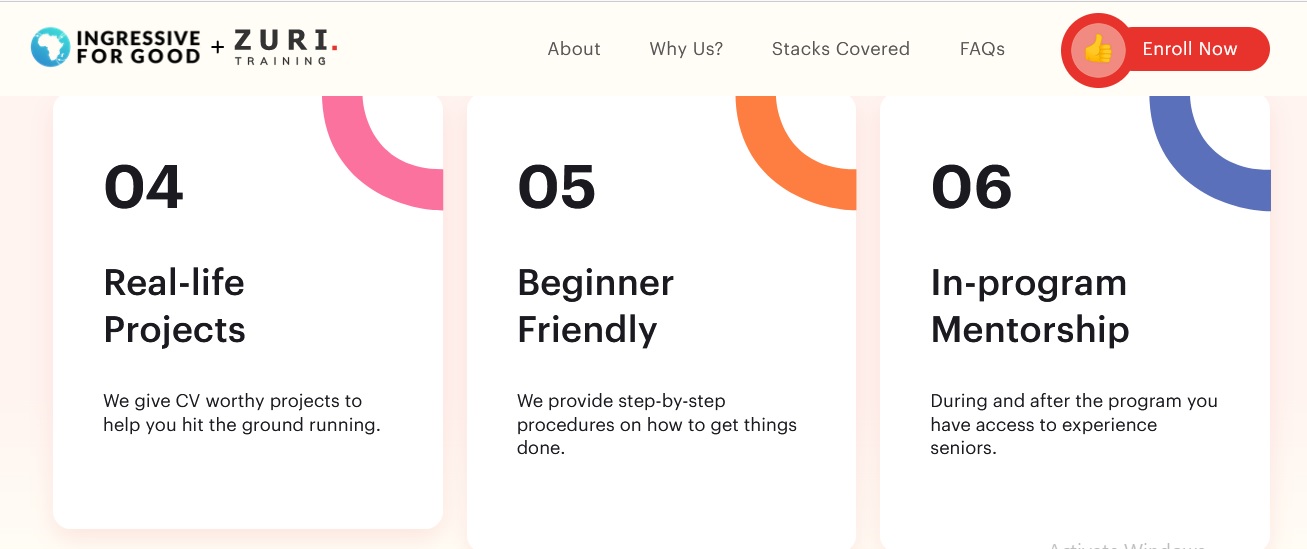 INGRESSIVE
FOR GOOD
+
ZURI.
TRAINING
About
Why Us?
Stacks Covered
FAQs
Enroll Now
04
Real-life
Projects
We give CV worthy projects to
help you hit the ground running.
05
Beginner
Friendly
We provide step-by-step
procedures on how to get things
done.
06
In-program
Mentorship
During and after the program you
have access to experience
seniors.
Activate Windows